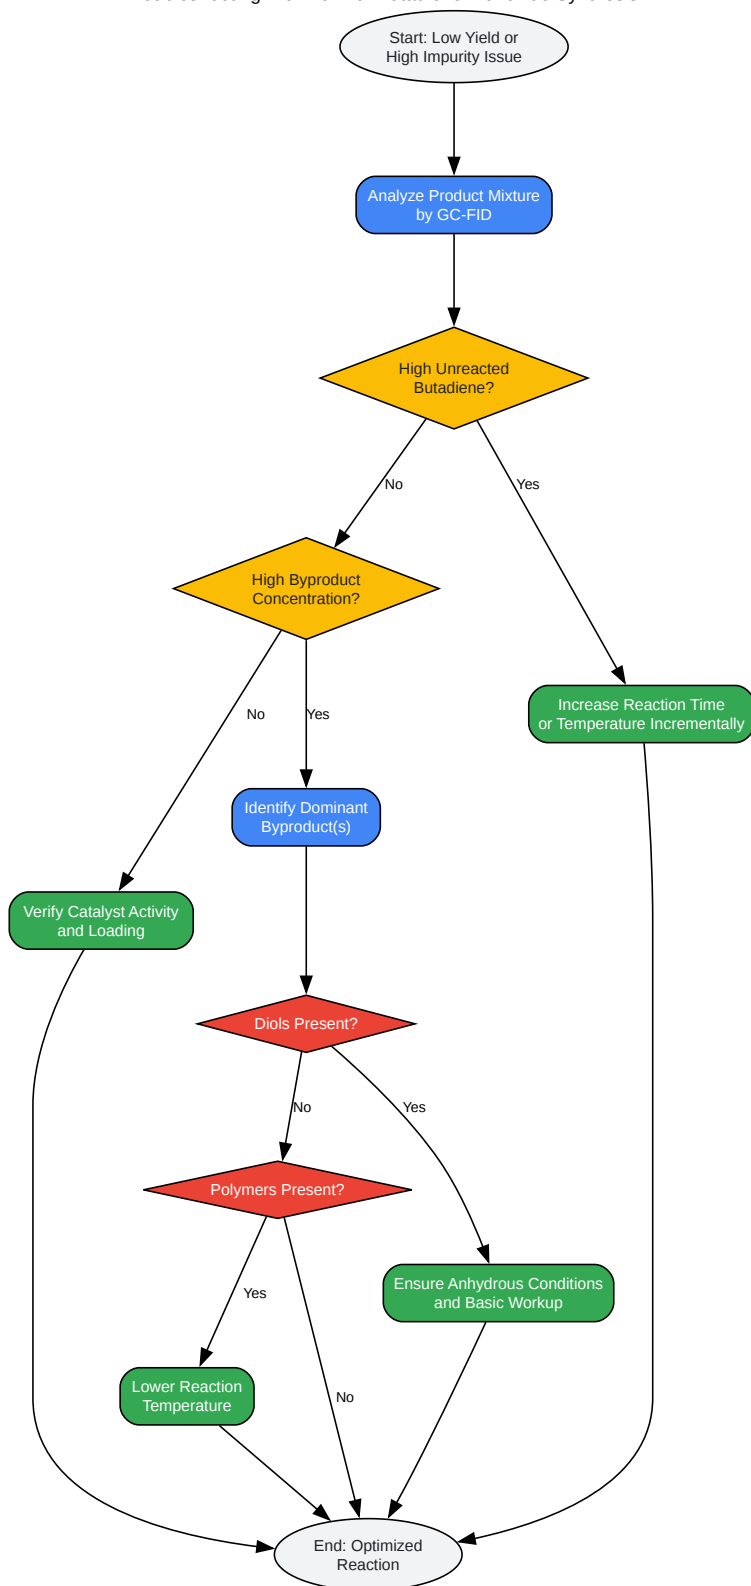 Start: Low Yield or
High Impurity Issue
Analyze Product Mixture
by GC-FID
High Unreacted
Butadiene?
No
Yes
High Byproduct
Concentration?
Increase Reaction Time
or Temperature Incrementally
No
Yes
Identify Dominant
Byproduct(s)
Verify Catalyst Activity
and Loading
Diols Present?
No
Yes
Polymers Present?
Ensure Anhydrous Conditions
and Basic Workup
Yes
Lower Reaction
Temperature
No
End: Optimized
Reaction